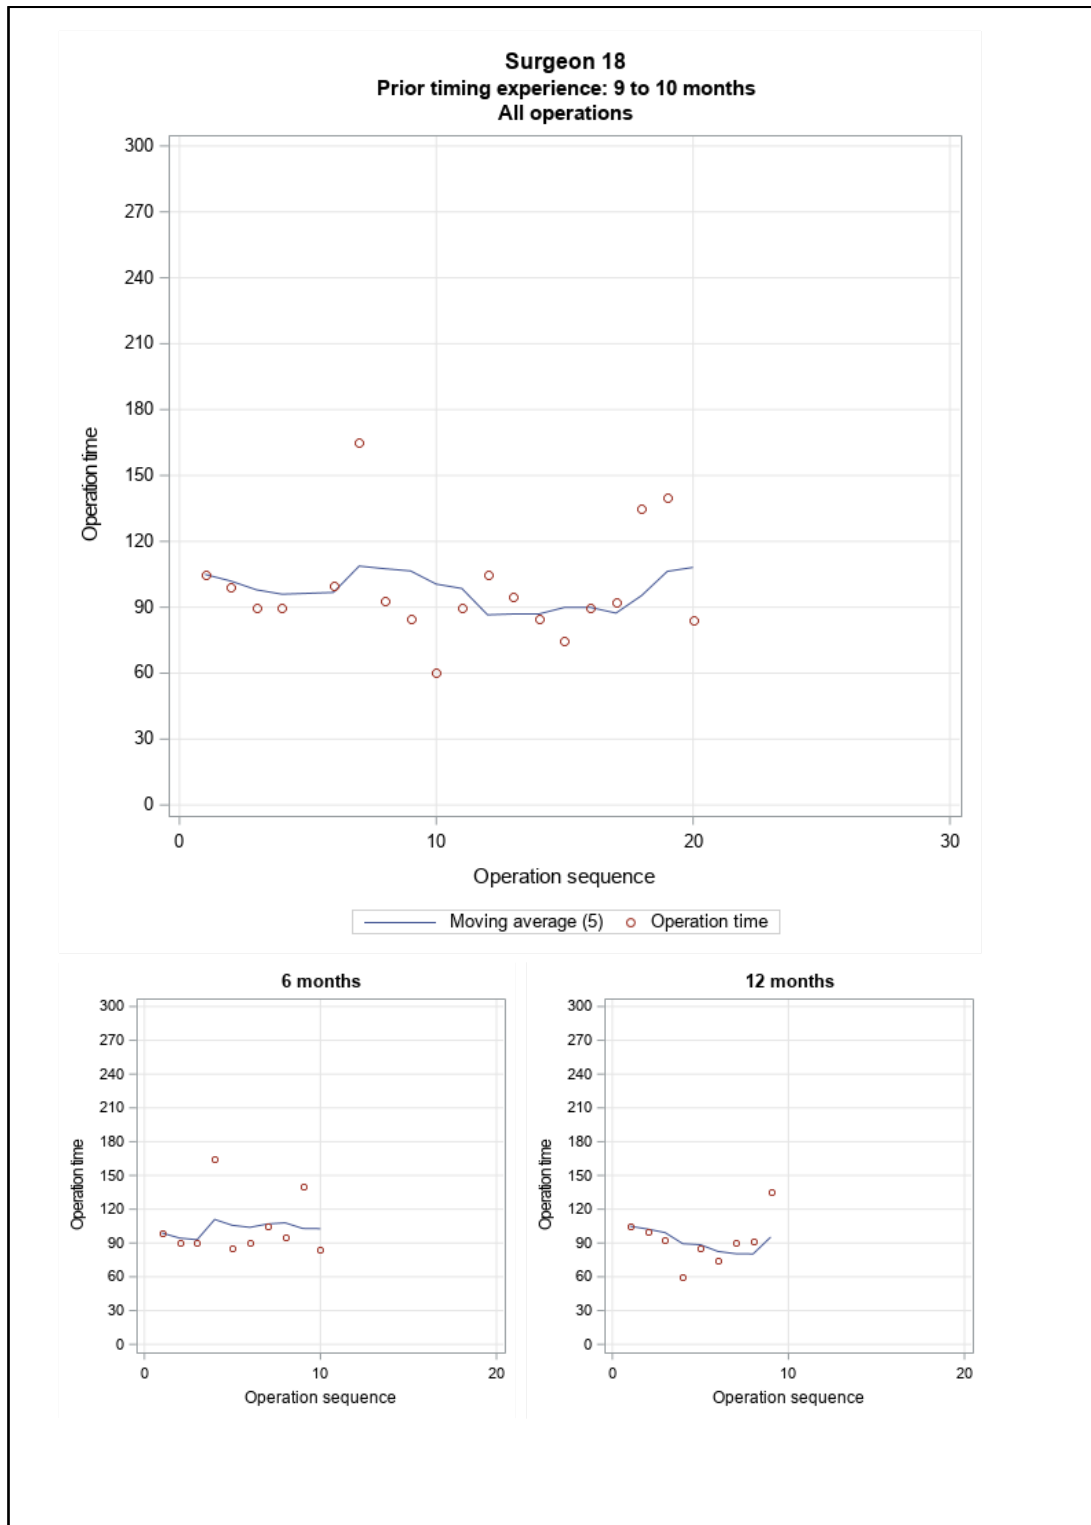 Surgeon 18
Prior timing experience: 9 to 10 months
All operations
300
270
240
210
180
150
120
90
60
30
0
Operation time
0 10 20 30
Operation sequence
Moving average (5) Operation time
6 months
300
270
240
210
180
150
120
90
60
30
0
Operation time
0 10 20
Operation sequence
12 months
300
270
240
210
180
150
120
90
60
30
0
Operation time
0 10 20
Operation sequence